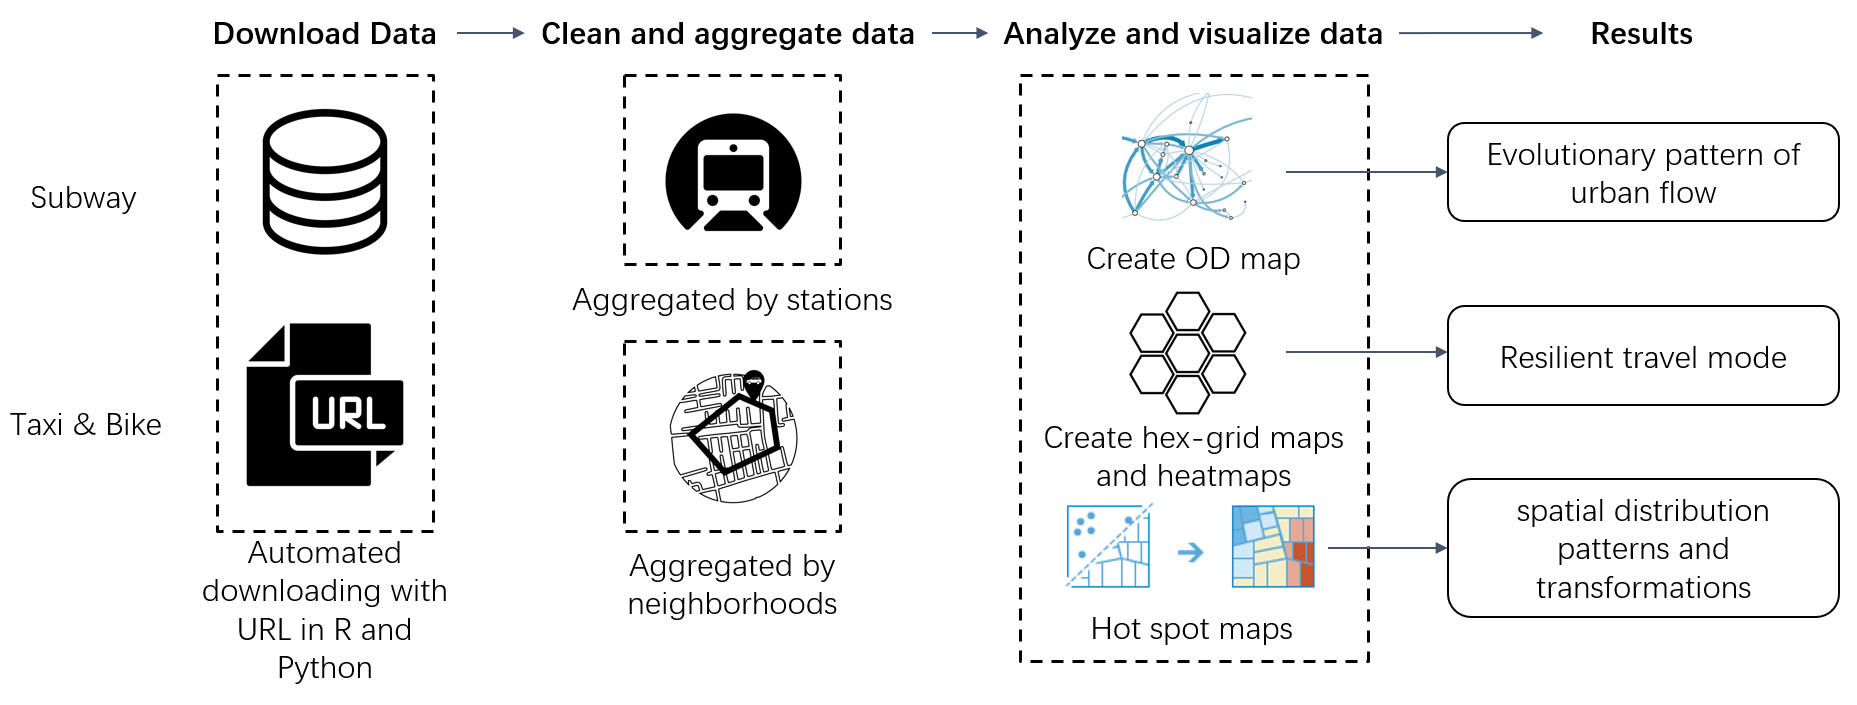 Download Data
Clean and aggregate data
Analyze and visualize data
Results
Subway
Taxi & Bike
URL
Automated
downloading with
URL in R and
Python
Aggregated by stations
Aggregated by
neighborhoods
Create OD map
Create hex-grid maps
and heatmaps
Hot spot maps
Evolutionary pattern of
urban flow
Resilient travel mode
spatial distribution
patterns and
transformations